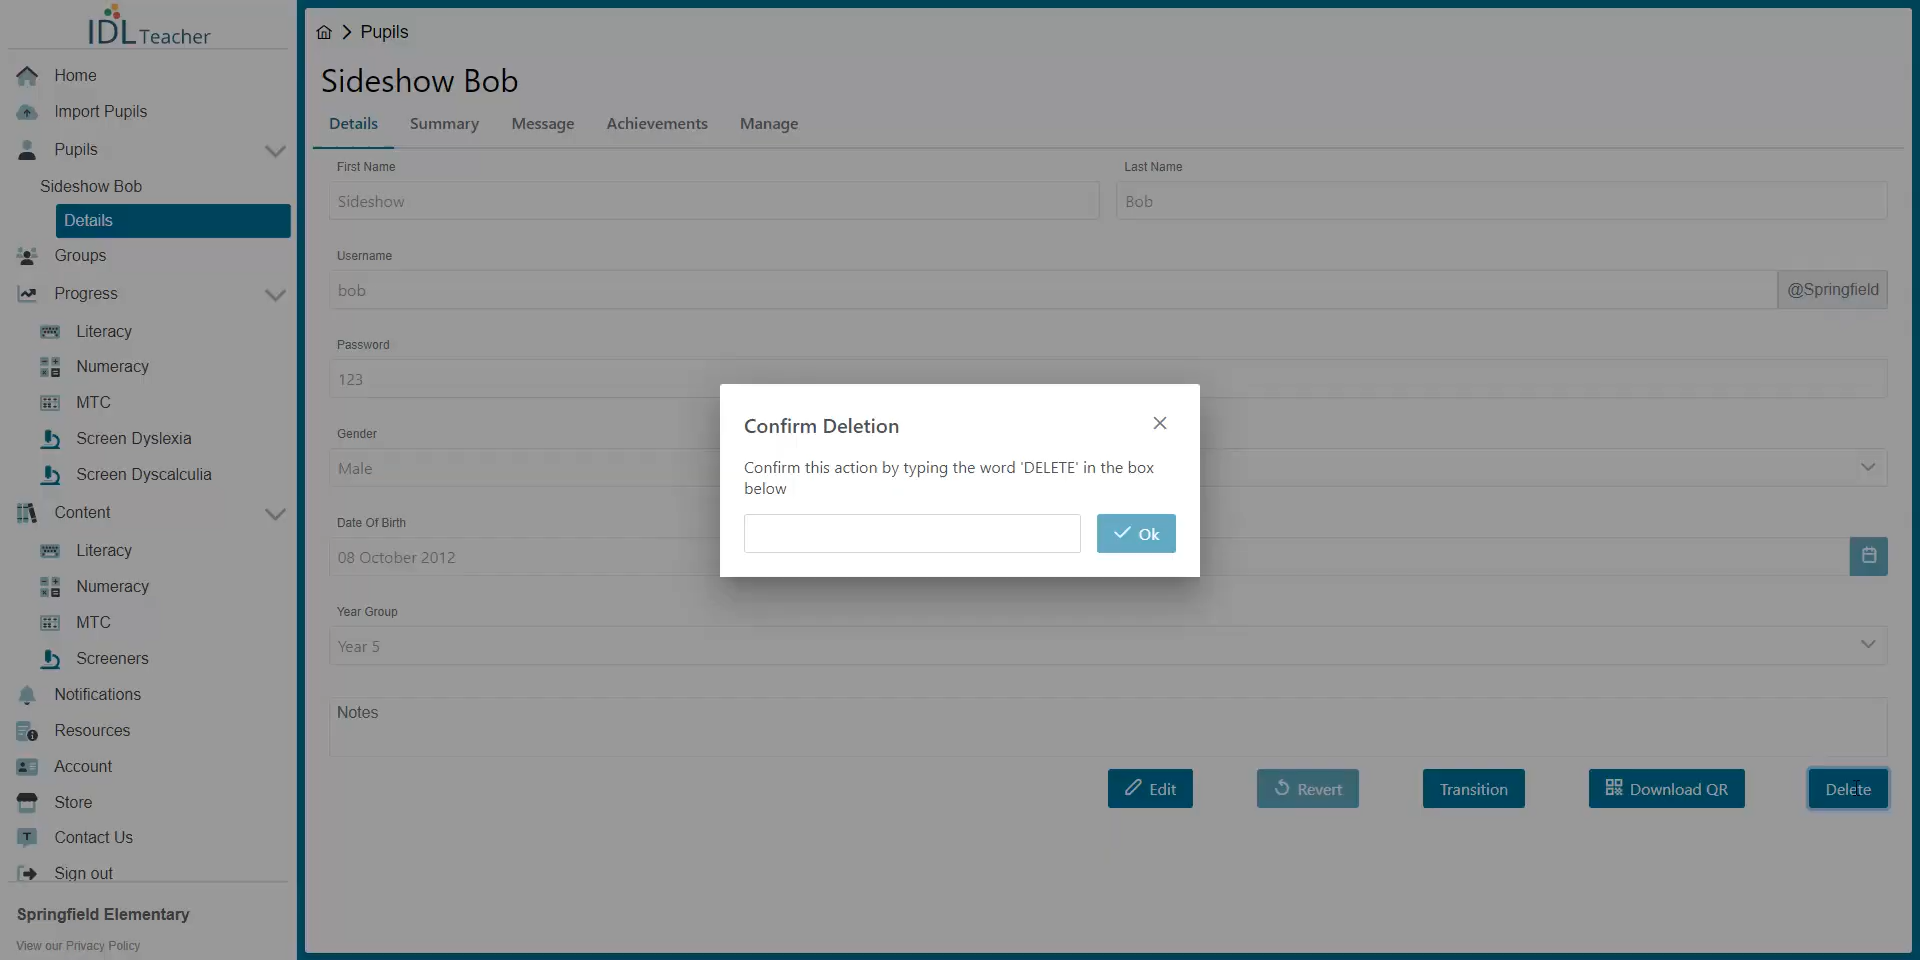 IDL Teacher
Home
Import Pupils
Pupils
Sideshow Bob
Details
Groups
Progress
Literacy
Numeracy
MTC
Screen Dyslexia
Screen Dyscalculia
Content
Literacy
Numeracy
MTC
Screeners
Notifications
Resources
Account
Store
Contact Us
Sign out
Springfield Elementary
View our Privacy Policy
Pupils
Sideshow Bob
Details Summary Message Achievements Manage
First Name Last Name
Sideshow Bob
Username
bob @Springfield
Password
123
Gender
Male
Date Of Birth
08 October 2012
Year Group
Year 5
Notes
Edit Revert Transition Download QR Delete
Confirm Deletion
Confirm this action by typing the word 'DELETE' in the box
below
Ok